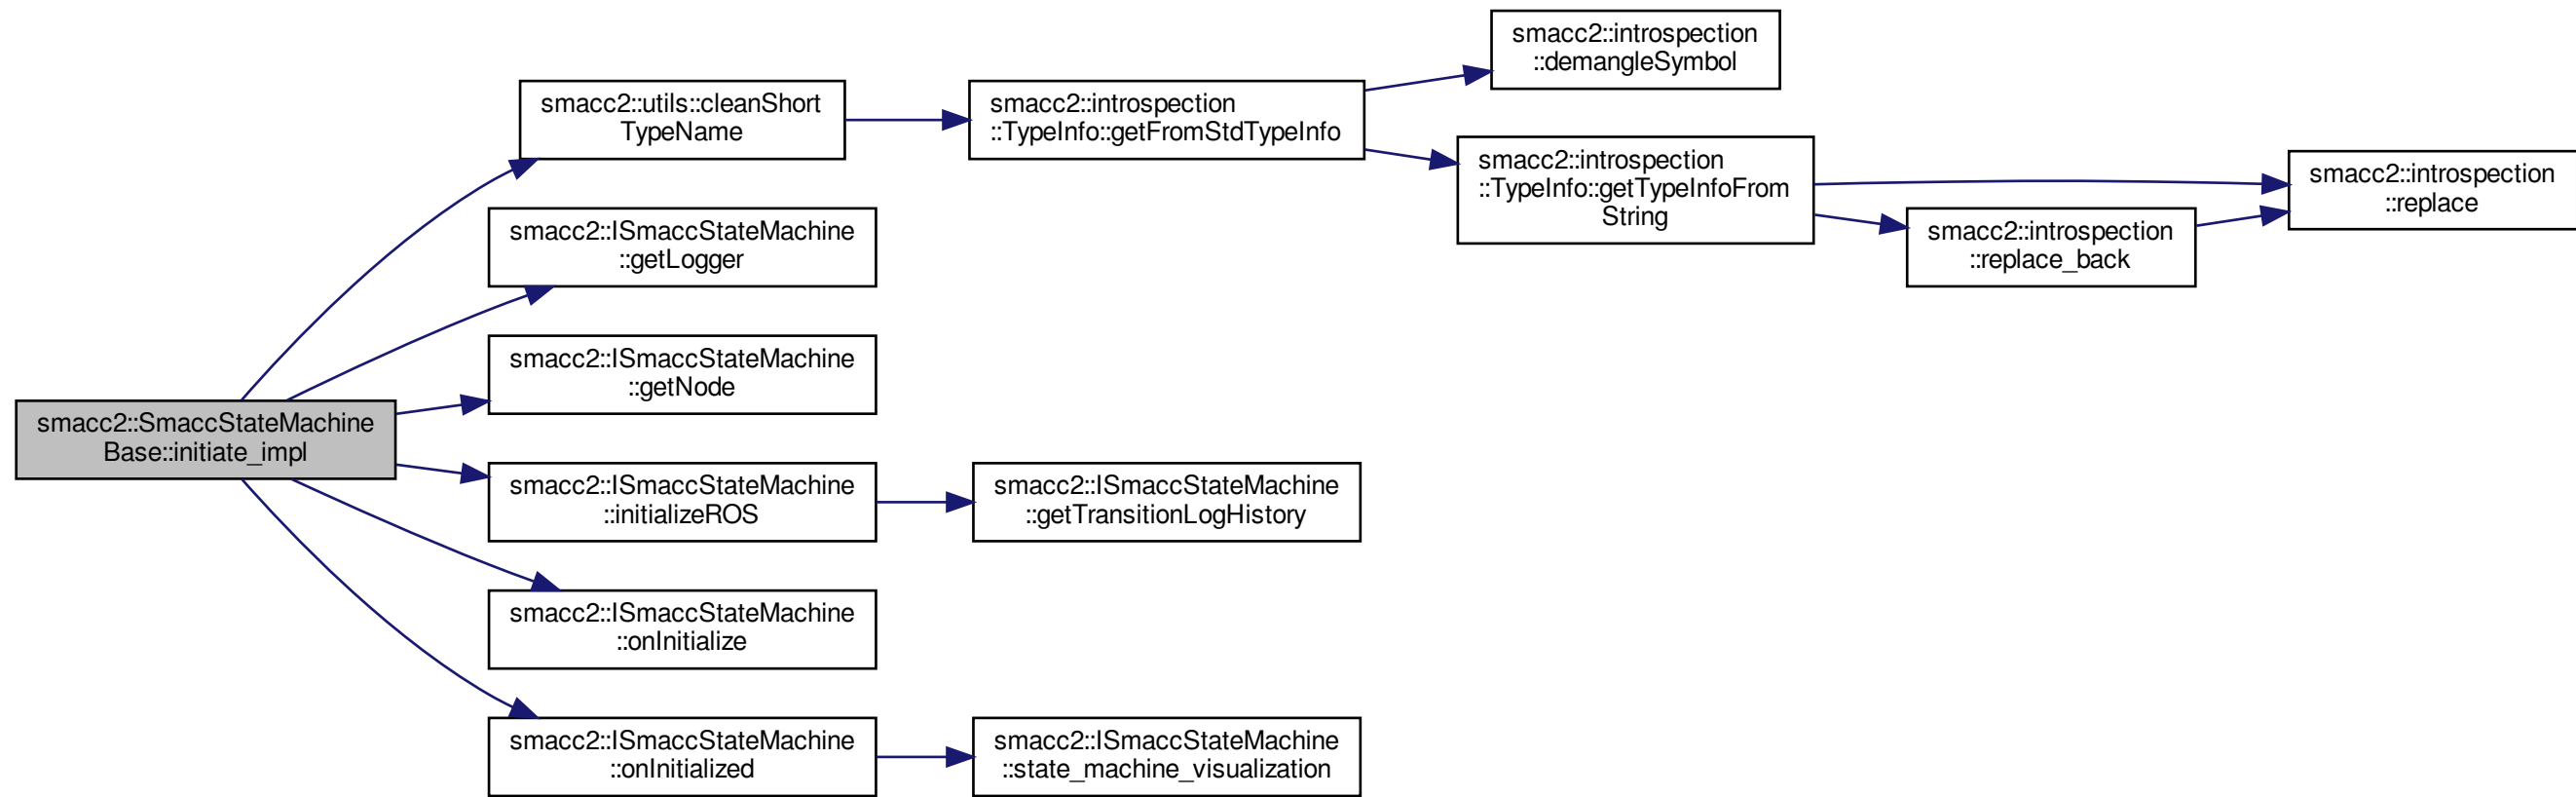 smacc2::SmaccStateMachine
Base::initiate_impl
smacc2::utils::cleanShort
TypeName
smacc2::introspection
::TypeInfo::getFromStdTypeInfo
smacc2::introspection
::demangleSymbol
smacc2::introspection
::TypeInfo::getTypeInfoFrom
String
smacc2::introspection
::replace_back
smacc2::introspection
::replace
smacc2::ISmaccStateMachine
::getLogger
smacc2::ISmaccStateMachine
::getNode
smacc2::ISmaccStateMachine
::initializeROS
smacc2::ISmaccStateMachine
::getTransitionLogHistory
smacc2::ISmaccStateMachine
::onInitialize
smacc2::ISmaccStateMachine
::onInitialized
smacc2::ISmaccStateMachine
::state_machine_visualization